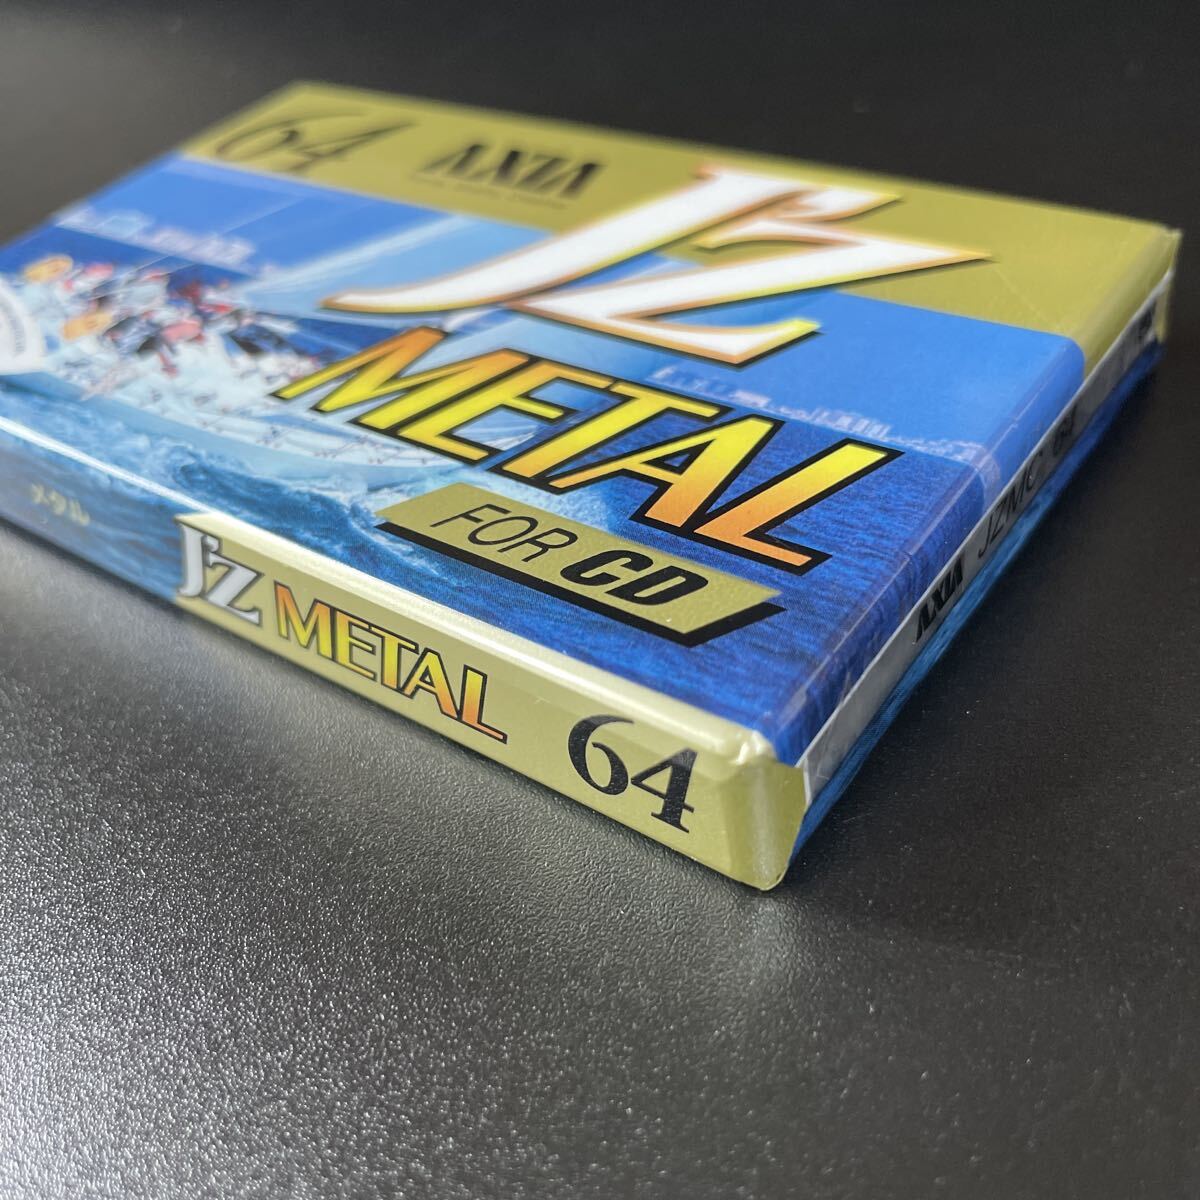 64 AXIA
J'Z
METAL
FOR CD
メタル J'Z METAL 64
AXIA JZMC 64